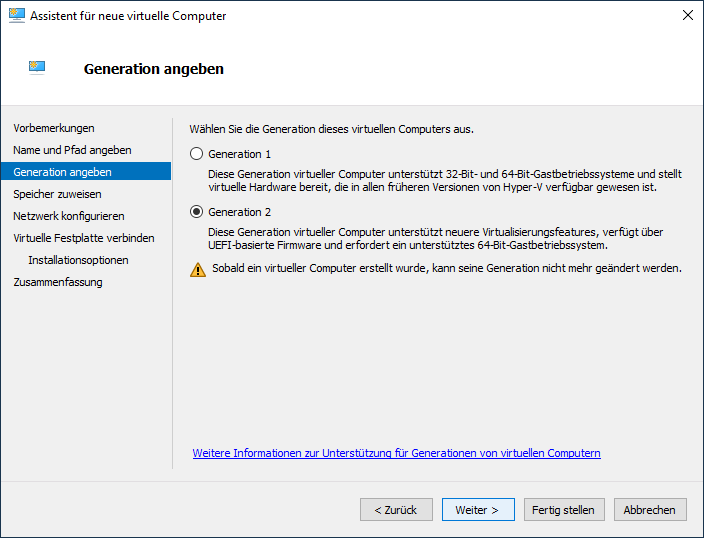 Assistent für neue virtuelle Computer
Generation angeben
Vorbemerkungen
Name und Pfad angeben
Generation angeben
Speicher zuweisen
Netzwerk konfigurieren
Virtuelle Festplatte verbinden
Installationsoptionen
Zusammenfassung
Wählen Sie die Generation dieses virtuellen Computers aus.
Generation 1
Diese Generation virtueller Computer unterstützt 32-Bit- und 64-Bit-Gastbetriebssysteme und stellt
virtuelle Hardware bereit, die in allen früheren Versionen von Hyper-V verfügbar gewesen ist.
Generation 2
Diese Generation virtueller Computer unterstützt neuere Virtualisierungsfeatures, verfügt über
UEFI-basierte Firmware und erfordert ein unterstütztes 64-Bit-Gastbetriebssystem.
Sobald ein virtueller Computer erstellt wurde, kann seine Generation nicht mehr geändert werden.
Weitere Informationen zur Unterstützung für Generationen von virtuellen Computern
< Zurück
Weiter >
Fertig stellen
Abbrechen